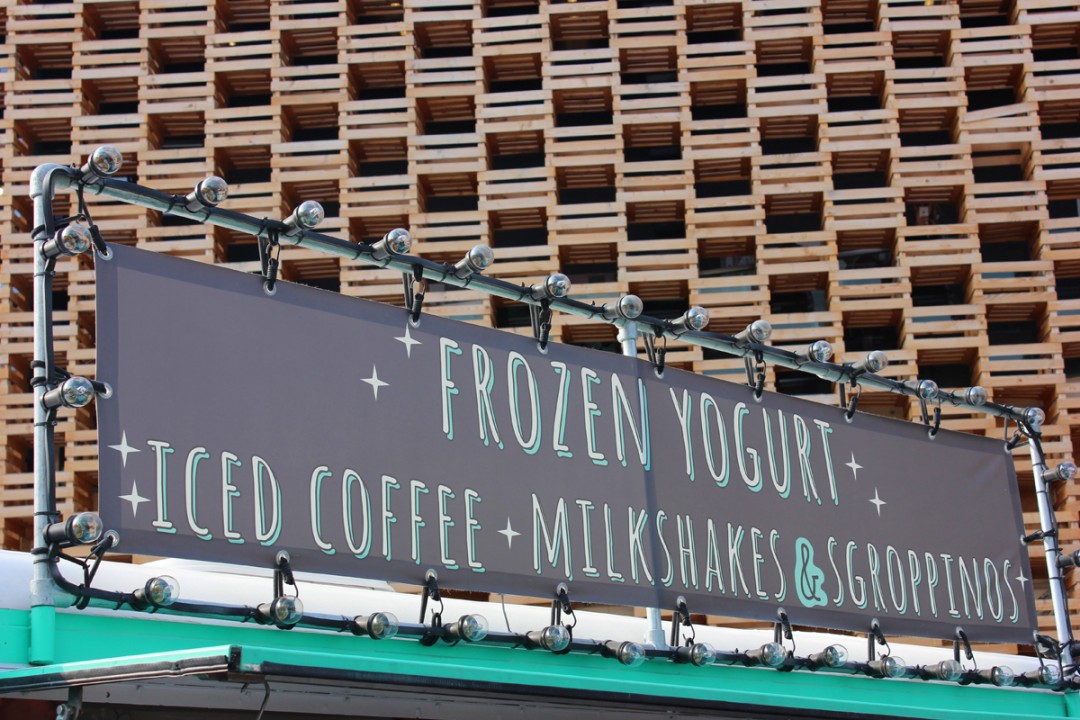 FROZEN YOGURT
ICED COFFEE MILKSHAKES & SGROPPINOS